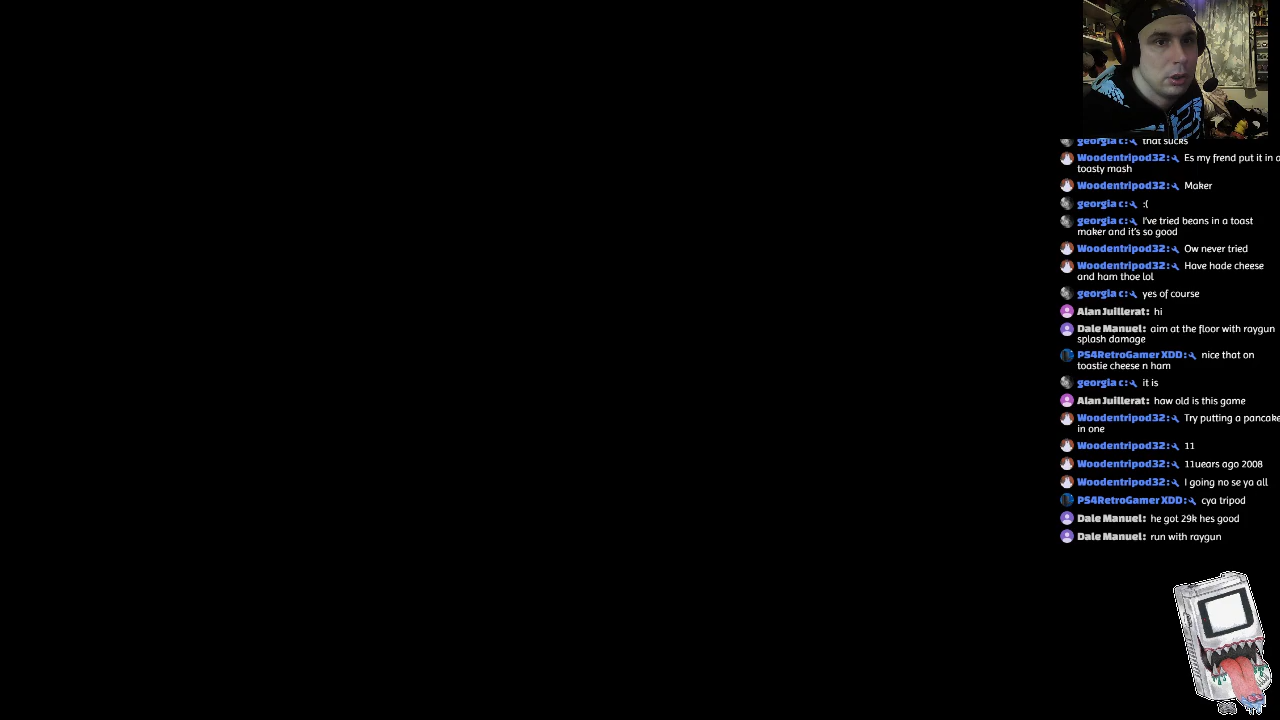 georgia c: that sucks
Woodentripod32: Es my frend put it in a
toasty mash
Woodentripod32: Maker
georgia c: :(
georgia c: I've tried beans in a toast
maker and it's so good
Woodentripod32: Ow never tried
Woodentripod32: Have hade cheese
and ham thoe lol
georgia c: yes of course
Alan Juillerat: hi
Dale Manuel: aim at the floor with raygun
splash damage
PS4RetroGamer XDD: nice that on
toastie cheese n ham
georgia c: it is
Alan Juillerat: haw old is this game
Woodentripod32: Try putting a pancake
in one
Woodentripod32: 11
Woodentripod32: 11uears ago 2008
Woodentripod32: I going no se ya all
PS4RetroGamer XDD: cya tripod
Dale Manuel: he got 29k hes good
Dale Manuel: run with raygun